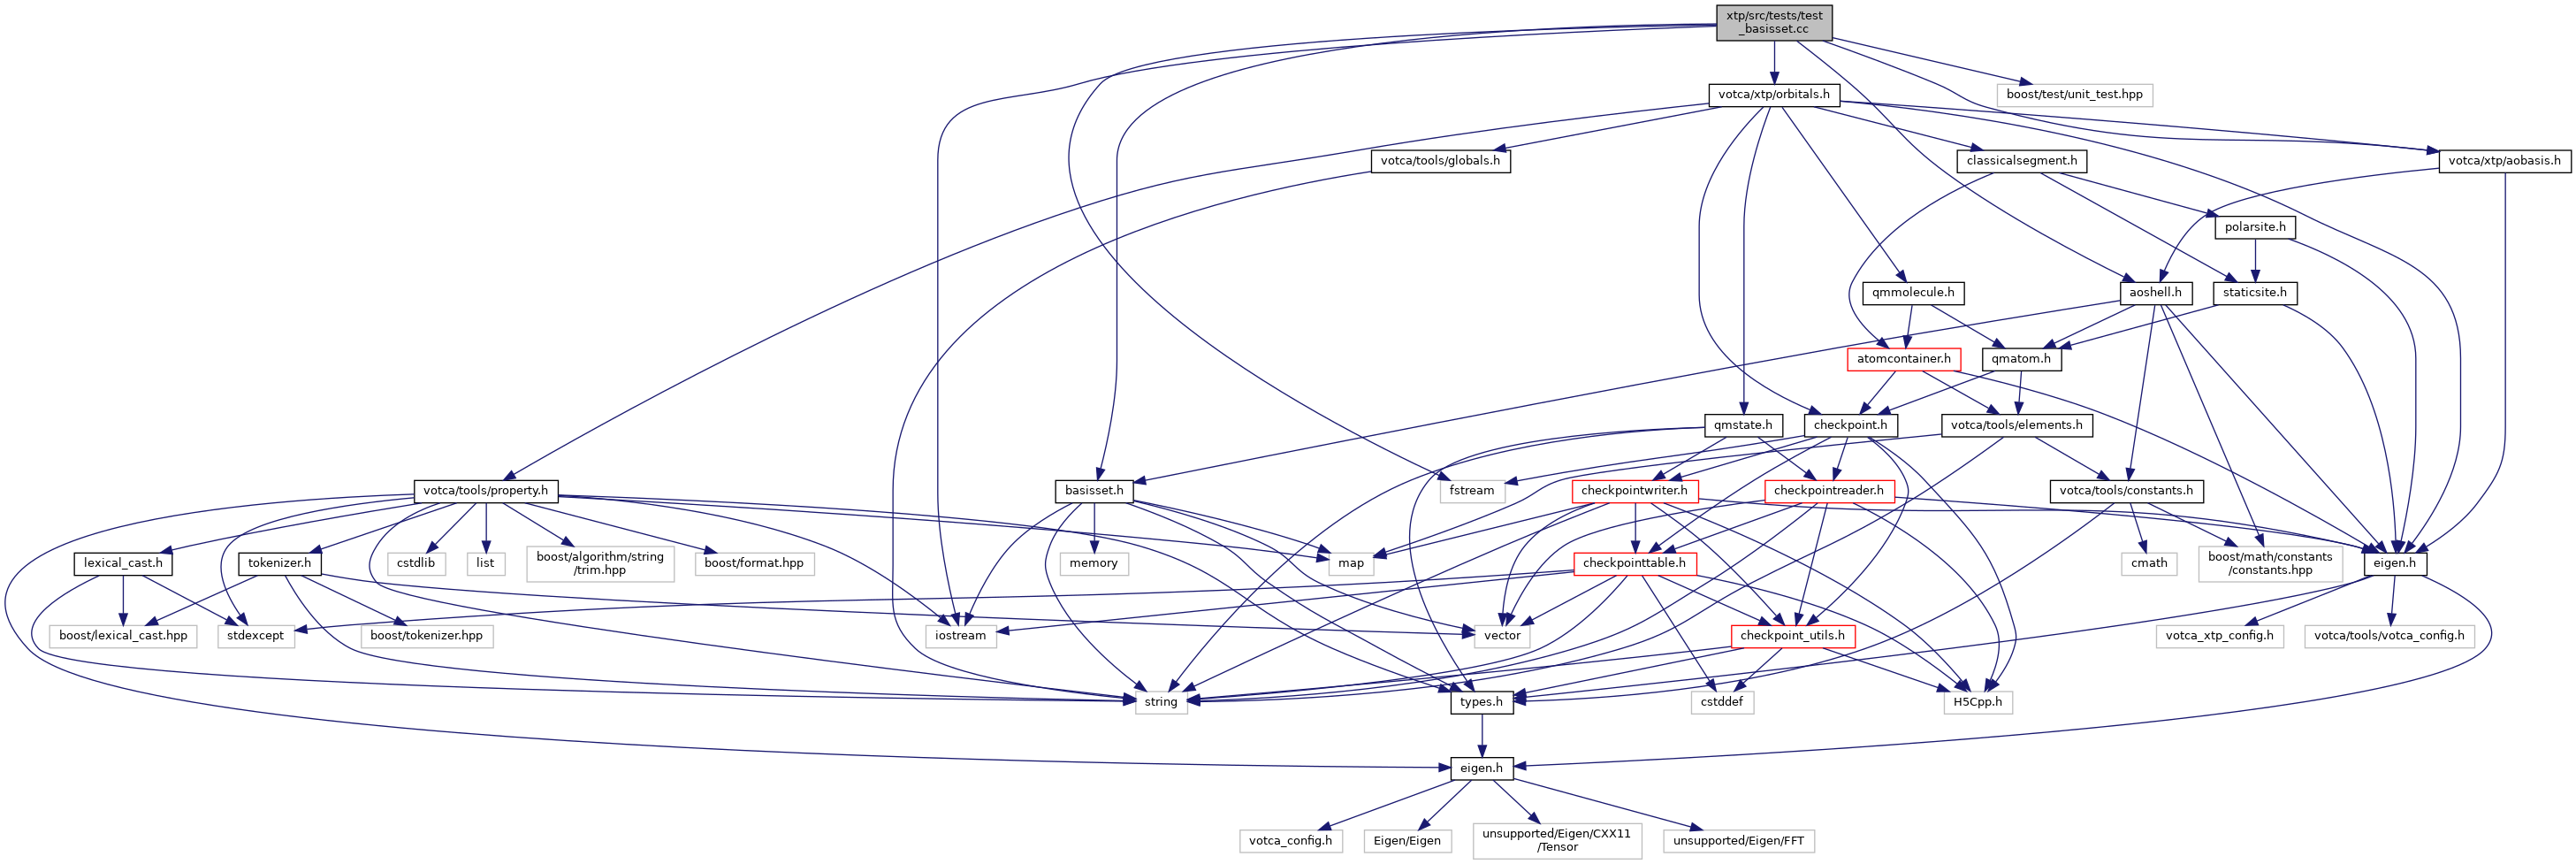 xtp/src/tests/test
_basisset.cc
votca/xtp/orbitals.h
boost/test/unit_test.hpp
votca/tools/globals.h
classicalsegment.h
votca/xtp/aobasis.h
polarsite.h
qmmolecule.h
aoshell.h
staticsite.h
atomcontainer.h
qmatom.h
qmstate.h
checkpoint.h
votca/tools/elements.h
votca/tools/property.h
basisset.h
fstream
checkpointwriter.h
checkpointreader.h
votca/tools/constants.h
lexical_cast.h
tokenizer.h
cstdlib
list
boost/algorithm/string
/trim.hpp
boost/format.hpp
memory
map
checkpointtable.h
cmath
boost/math/constants
/constants.hpp
eigen.h
boost/lexical_cast.hpp
stdexcept
boost/tokenizer.hpp
iostream
vector
checkpoint_utils.h
votca_xtp_config.h
votca/tools/votca_config.h
string
types.h
cstddef
H5Cpp.h
eigen.h
votca_config.h
Eigen/Eigen
unsupported/Eigen/CXX11
/Tensor
unsupported/Eigen/FFT